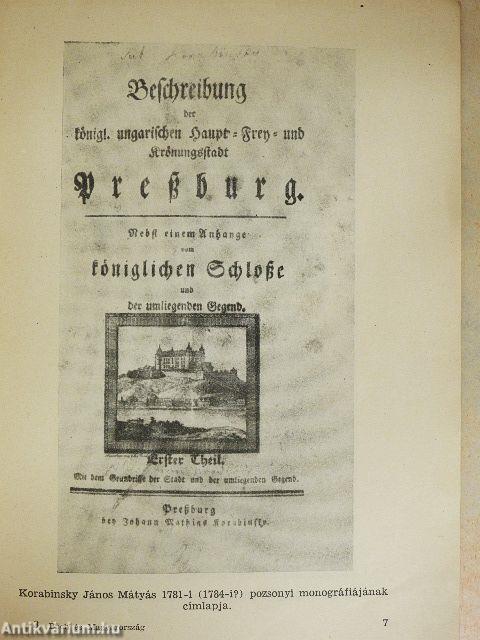 Beschreibung
der
königl. ungarischen Haupt- Frey- und
Krönungsstadt
Preßburg.
Nebst einem Anhange
vom
königlichen Schloße
und
der umliegenden Gegend.
Erster Theil.
Mit dem Grundriße der Stadt und der umliegenden Gegend.
Preßburg
bey Johann Mathias Korabinsky.
Korabinsky János Mátyás 1781-i (1784-i?) pozsonyi monográfiájának
címlapja.
7
Antikvárium.hu